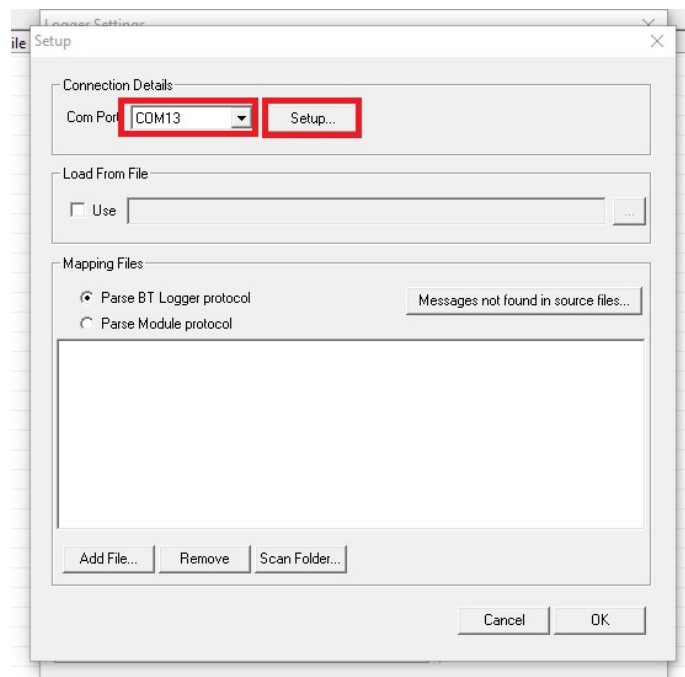 Logger Settings
ile
Setup
Connection Details
Com Port
COM13
Setup...
Load From File
Use
...
Mapping Files
Parse BT Logger protocol
Messages not found in source files...
Parse Module protocol
Add File...
Remove
Scan Folder...
Cancel
OK